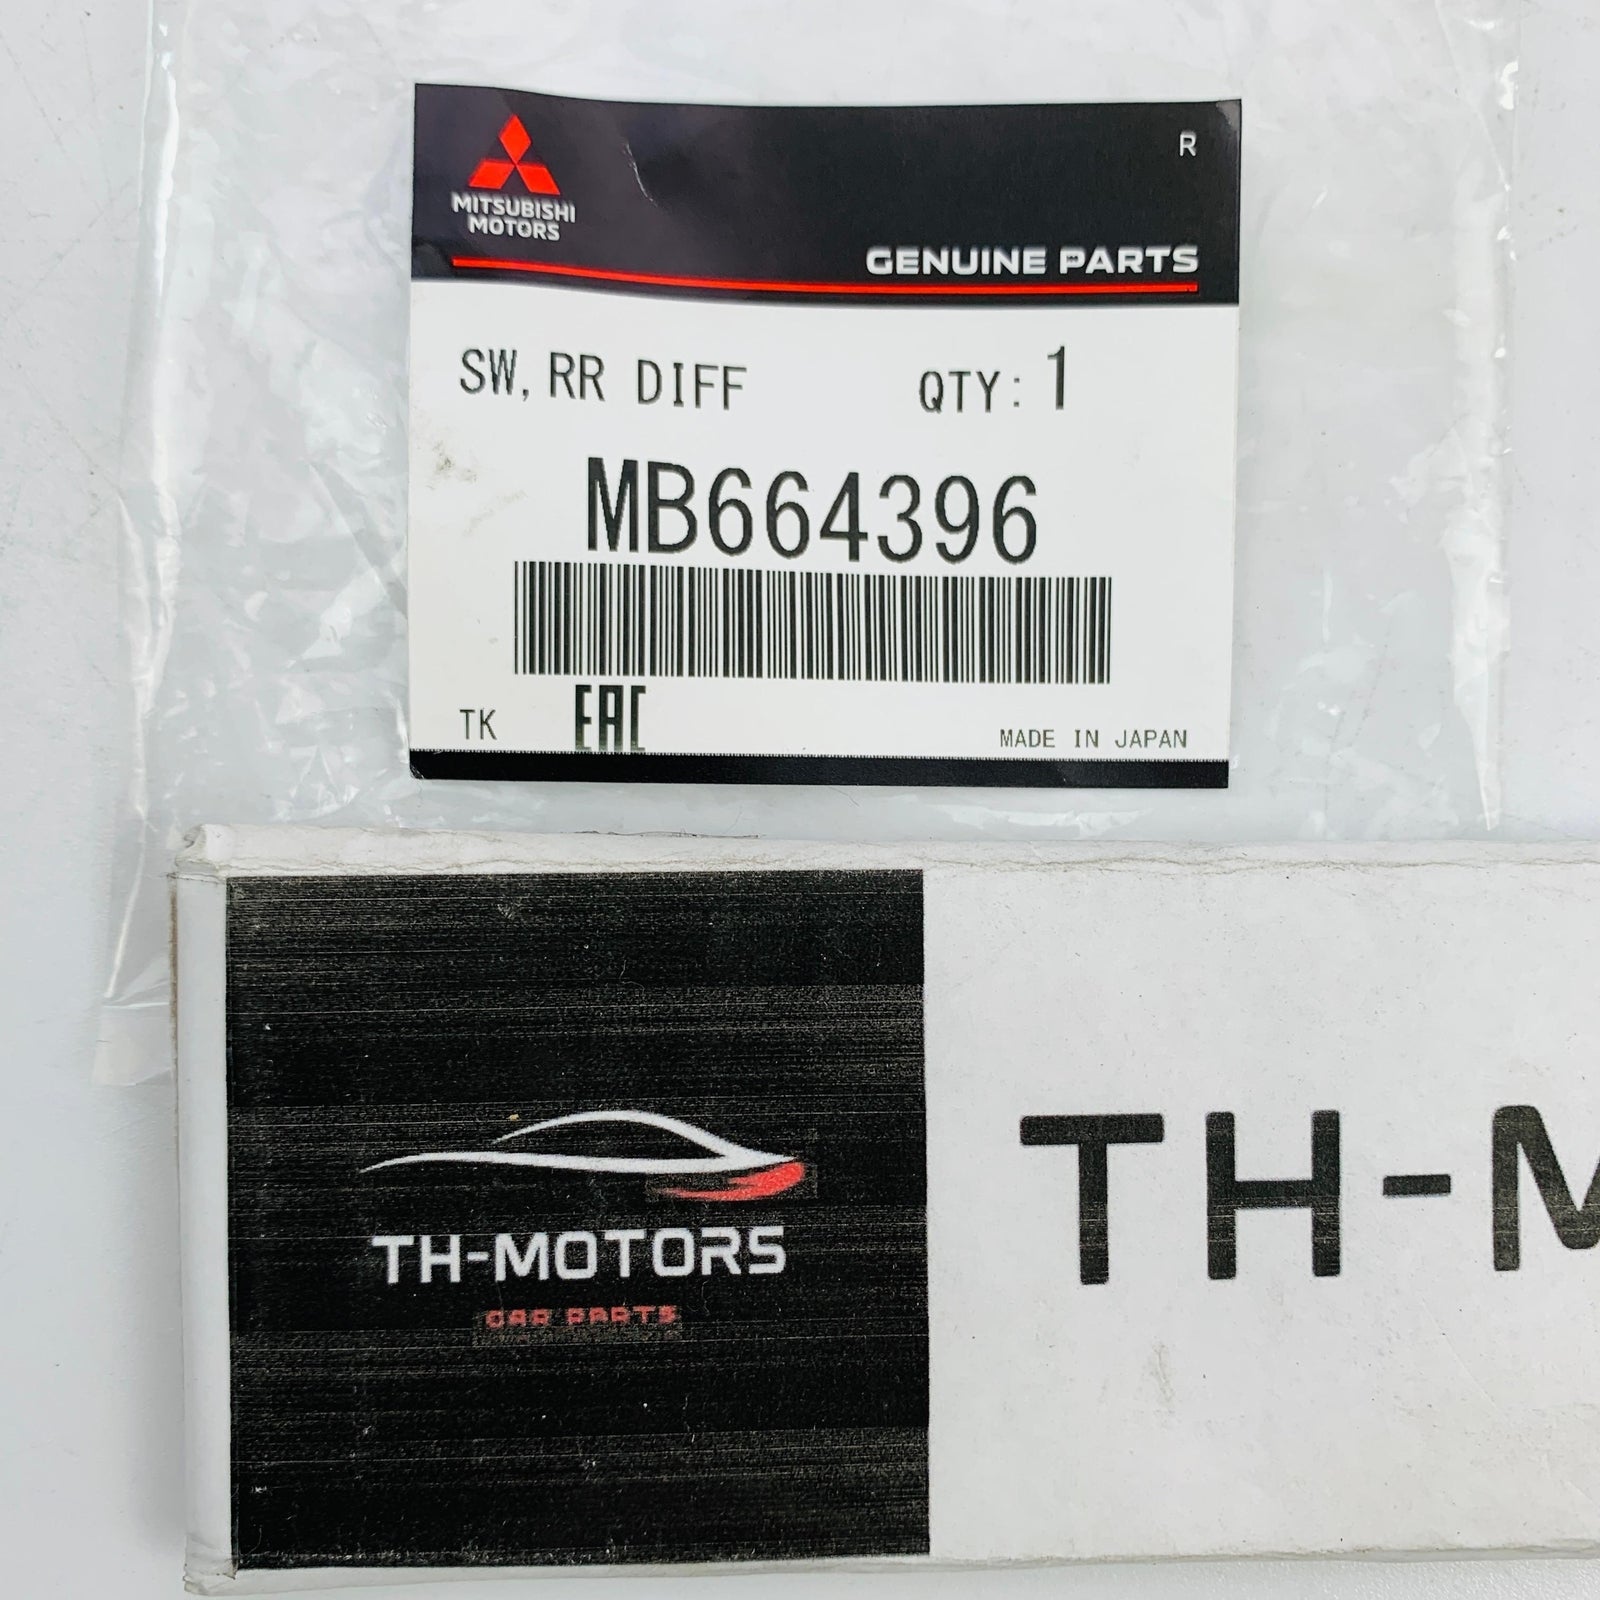 R
MITSUBISHI
MOTORS
GENUINE PARTS
SW, RR DIFF QTY: 1
MB664396
TK EAC MADE IN JAPAN
TH-MOTORS
CAR PARTS
TH-M